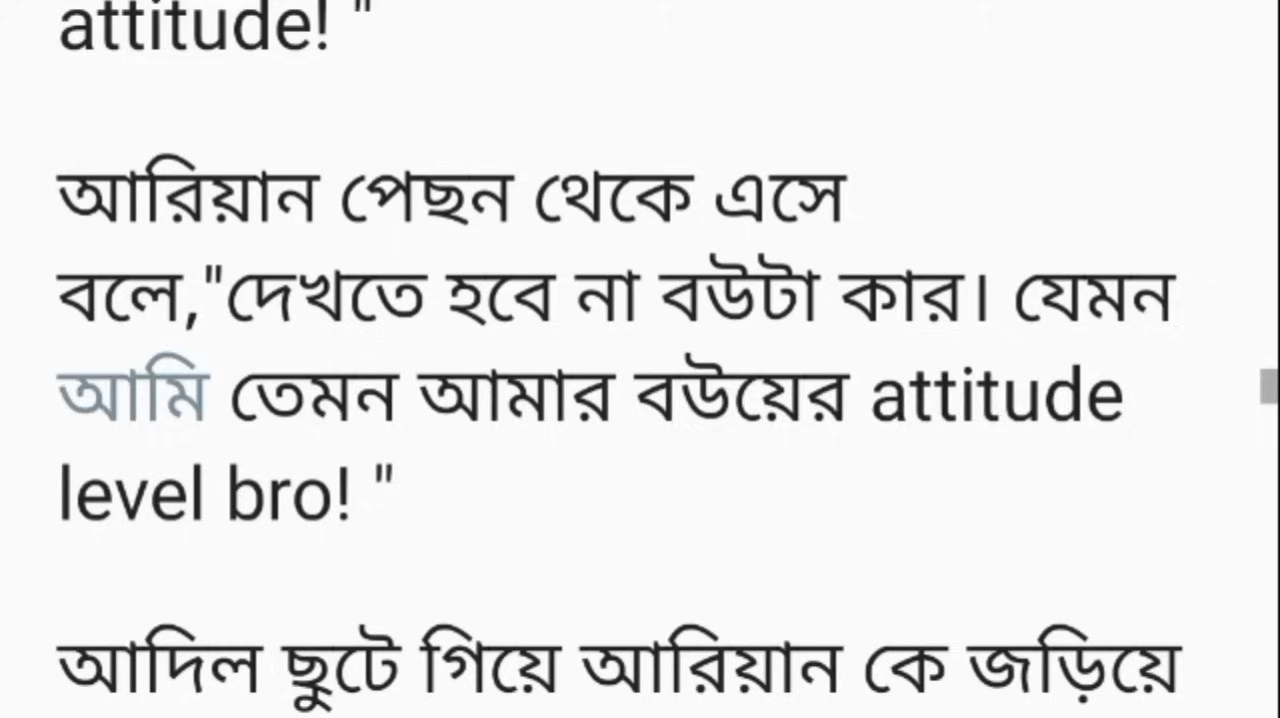 attitude! "
আরিয়ান পেছন থেকে এসে
বলে,"দেখতে হবে না বউটা কার। যেমন
আমি তেমন আমার বউয়ের attitude
level bro! "
আদিল ছুটে গিয়ে আরিয়ান কে জড়িয়ে